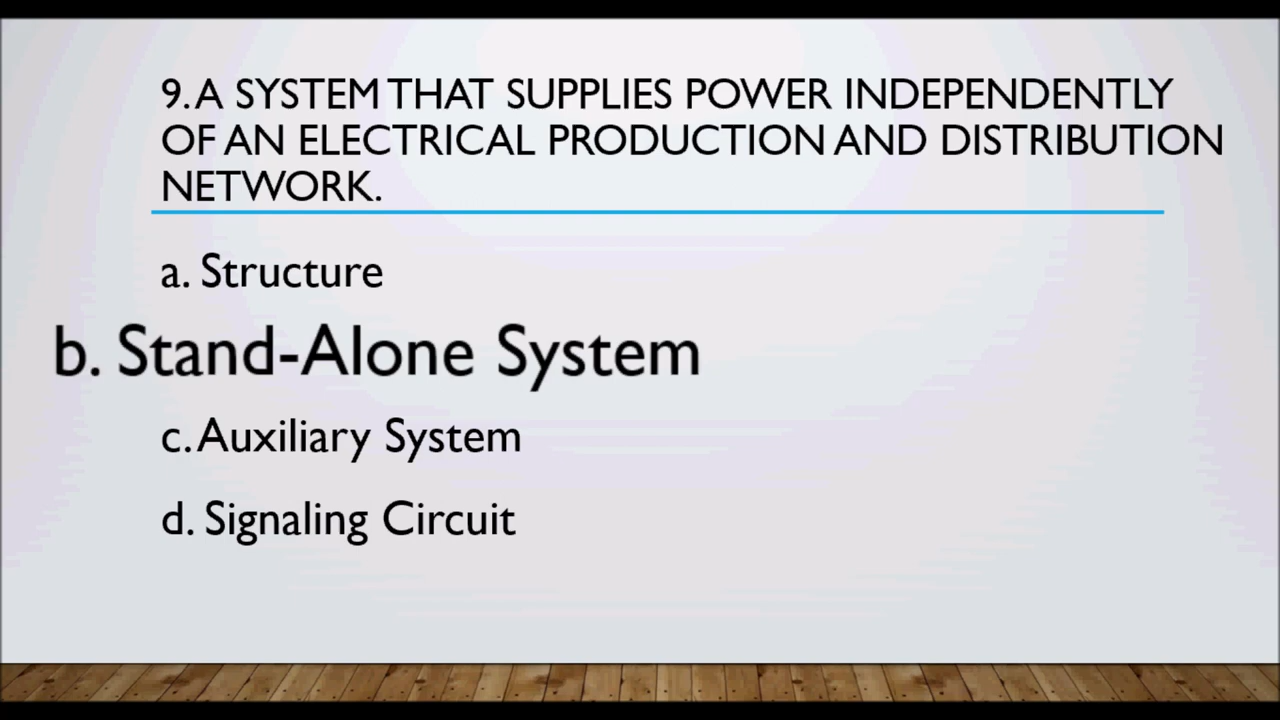 9. A SYSTEM THAT SUPPLIES POWER INDEPENDENTLY
OF AN ELECTRICAL PRODUCTION AND DISTRIBUTION
NETWORK.
a. Structure
b. Stand-Alone System
c. Auxiliary System
d. Signaling Circuit